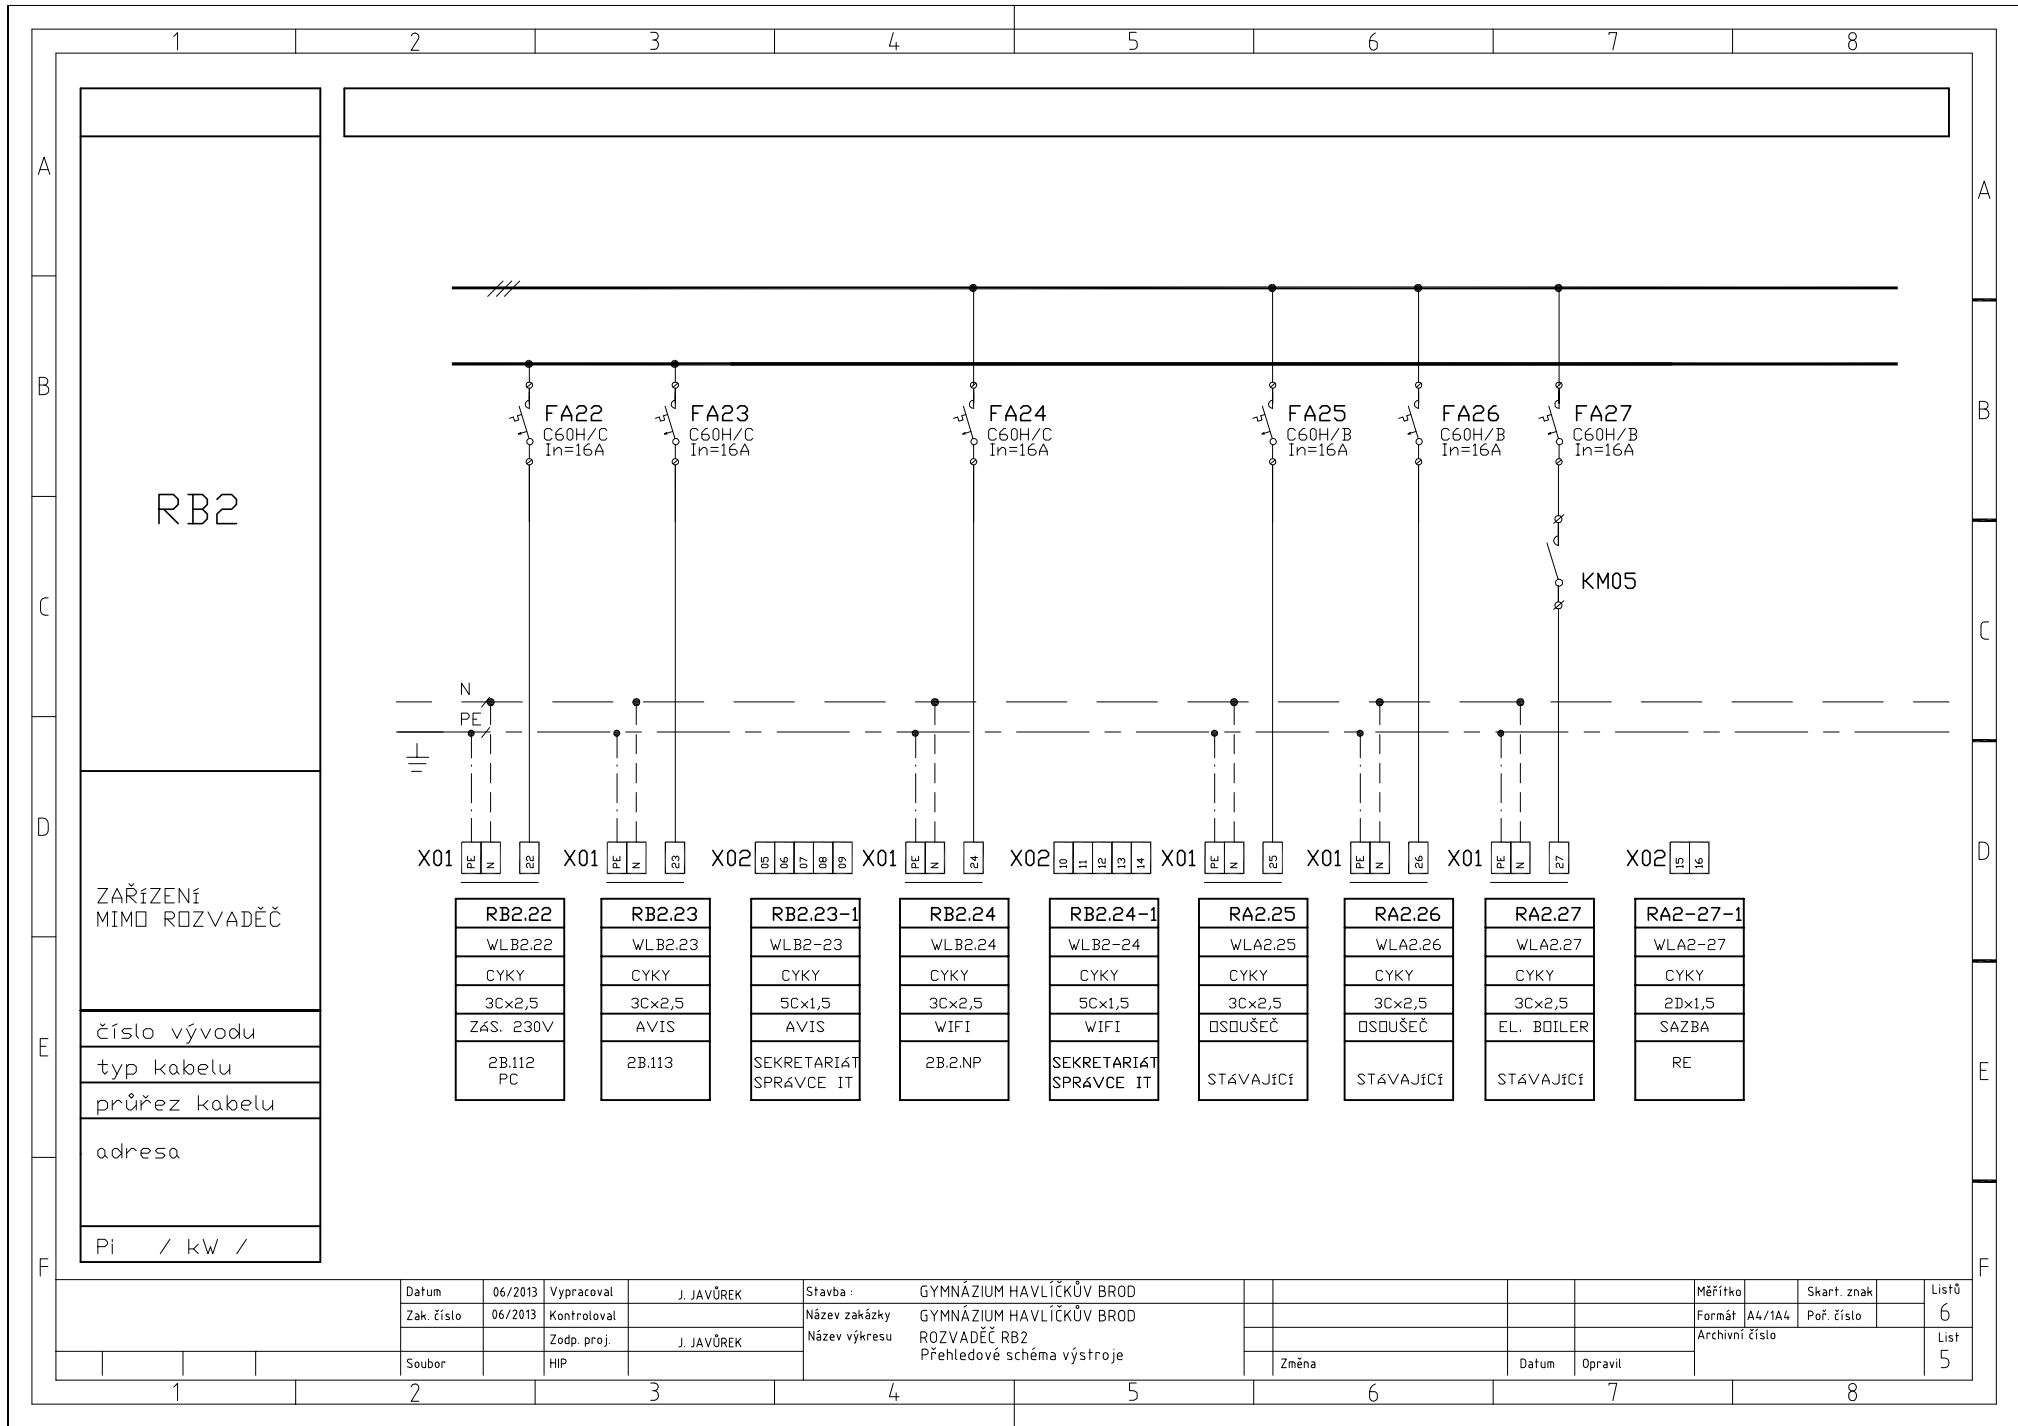 1 2 3 4 5 6 7 8
A A
B B
C C
D D
E E
F F
RB2
ZAŘÍZENÍ
MIMO ROZVADĚČ
číslo vývodu
typ kabelu
průřez kabelu
adresa
Pi / kW /
FA22
C60H/C
In=16A
FA23
C60H/C
In=16A
FA24
C60H/C
In=16A
FA25
C60H/B
In=16A
FA26
C60H/B
In=16A
FA27
C60H/B
In=16A
KM05
N
PE
X01 PE N 22
X01 PE N 23
X02 05 06 07 08 09
X01 PE N 24
X02 10 11 12 13 14
X01 PE N 25
X01 PE N 26
X01 PE N 27
X02 15 16
RB2.22
WLB2.22
CYKY
3Cx2,5
ZÁS. 230V
2B.112
PC
RB2.23
WLB2.23
CYKY
3Cx2,5
AVIS
2B.113
RB2.23-1
WLB2-23
CYKY
5Cx1,5
AVIS
SEKRETARIÁT
SPRÁVCE IT
RB2.24
WLB2.24
CYKY
3Cx2,5
WIFI
2B.2.NP
RB2.24-1
WLB2-24
CYKY
5Cx1,5
WIFI
SEKRETARIÁT
SPRÁVCE IT
RA2.25
WLA2.25
CYKY
3Cx2,5
OSOUŠEČ
STÁVAJÍCÍ
RA2.26
WLA2.26
CYKY
3Cx2,5
OSOUŠEČ
STÁVAJÍCÍ
RA2.27
WLA2.27
CYKY
3Cx2,5
EL. BOILER
STÁVAJÍCÍ
RA2-27-1
WLA2-27
CYKY
2Dx1,5
SAZBA
RE
Datum 06/2013 Vypracoval J. JAVŮREK
Zak. číslo 06/2013 Kontroloval
Zodp. proj. J. JAVŮREK
Soubor HIP
Stavba : GYMNÁZIUM HAVLÍČKŮV BROD
Název zakázky GYMNÁZIUM HAVLÍČKŮV BROD
Název výkresu ROZVADĚČ RB2
Přehledové schéma výstroje
Změna Datum Opravil
Měřítko Skart. znak
Formát A4/1A4 Poř. číslo
Archivní číslo
Listů
6
List
5
1 2 3 4 5 6 7 8